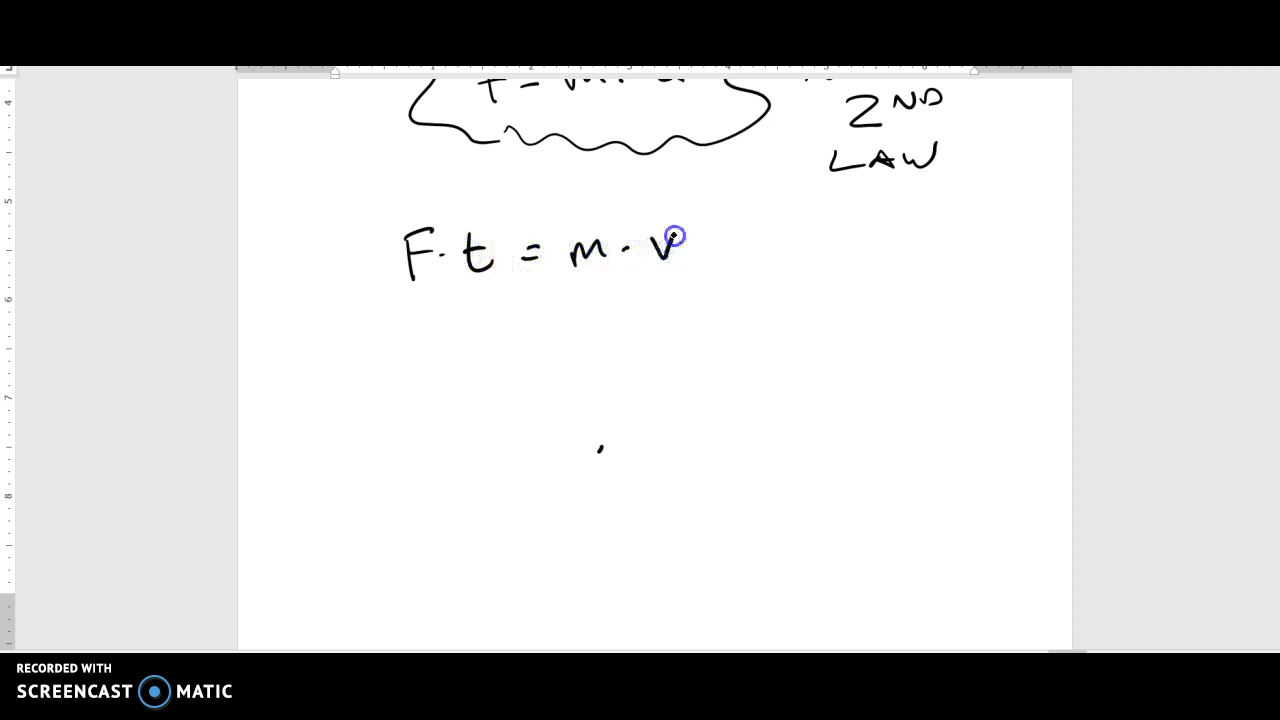 2ND
LAW
F· t = m · v
RECORDED WITH
SCREENCAST MATIC